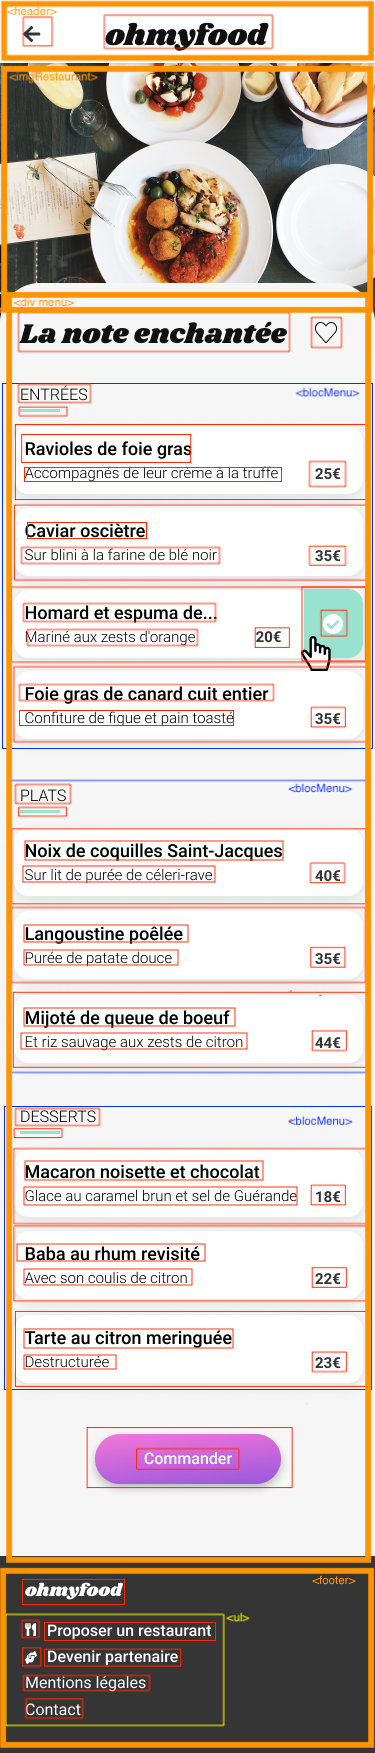 <header>
ohmyfood
<imgRestaurant>
<div menu>
La note enchantée
ENTRÉES
<blocMenu>
Ravioles de foie gras
Accompagnés de leur crème à la truffe
25€
Caviar osciètre
Sur blini à la farine de blé noir
35€
Homard et espuma de...
Mariné aux zests d'orange
20€
Foie gras de canard cuit entier
Confiture de figue et pain toasté
35€
PLATS
<blocMenu>
Noix de coquilles Saint-Jacques
Sur lit de purée de céleri-rave
40€
Langoustine poêlée
Purée de patate douce
35€
Mijoté de queue de boeuf
Et riz sauvage aux zests de citron
44€
DESSERTS
<blocMenu>
Macaron noisette et chocolat
Glace au caramel brun et sel de Guérande
18€
Baba au rhum revisité
Avec son coulis de citron
22€
Tarte au citron meringuée
Destructurée
23€
Commander
<footer>
ohmyfood
<ul>
Proposer un restaurant
Devenir partenaire
Mentions légales
Contact